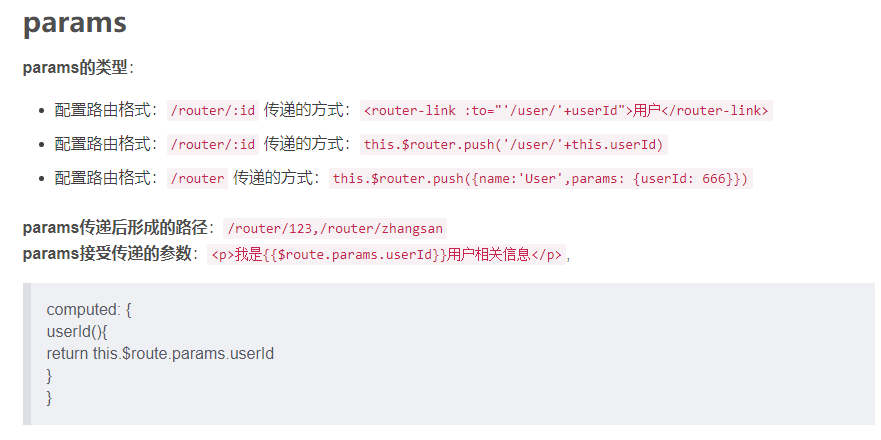 params
params的类型：
配置路由格式： /router/:id 传递的方式： <router-link :to="'/user/'+userId">用户</router-link>
配置路由格式： /router/:id 传递的方式： this.$router.push('/user/'+this.userId)
配置路由格式： /router 传递的方式： this.$router.push({name:'User',params: {userId: 666}})
params传递后形成的路径： /router/123,/router/zhangsan
params接受传递的参数： <p>我是{{$route.params.userId}}用户相关信息</p> ,
computed: {
userId(){
return this.$route.params.userId
}
}